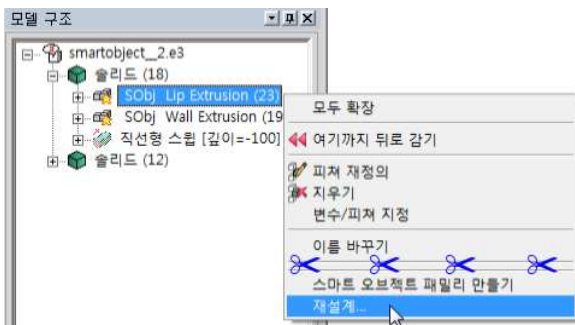 모델 구조
smartobject__2.e3
솔리드 (18)
SObj Lip Extrusion (23)
SObj Wall Extrusion (19
직선형 스윕 [깊이=-100]
솔리드 (12)
모두 확장
여기까지 뒤로 감기
피쳐 재정의
지우기
변수/피쳐 지정
이름 바꾸기
스마트 오브젝트 패밀리 만들기
재설계...